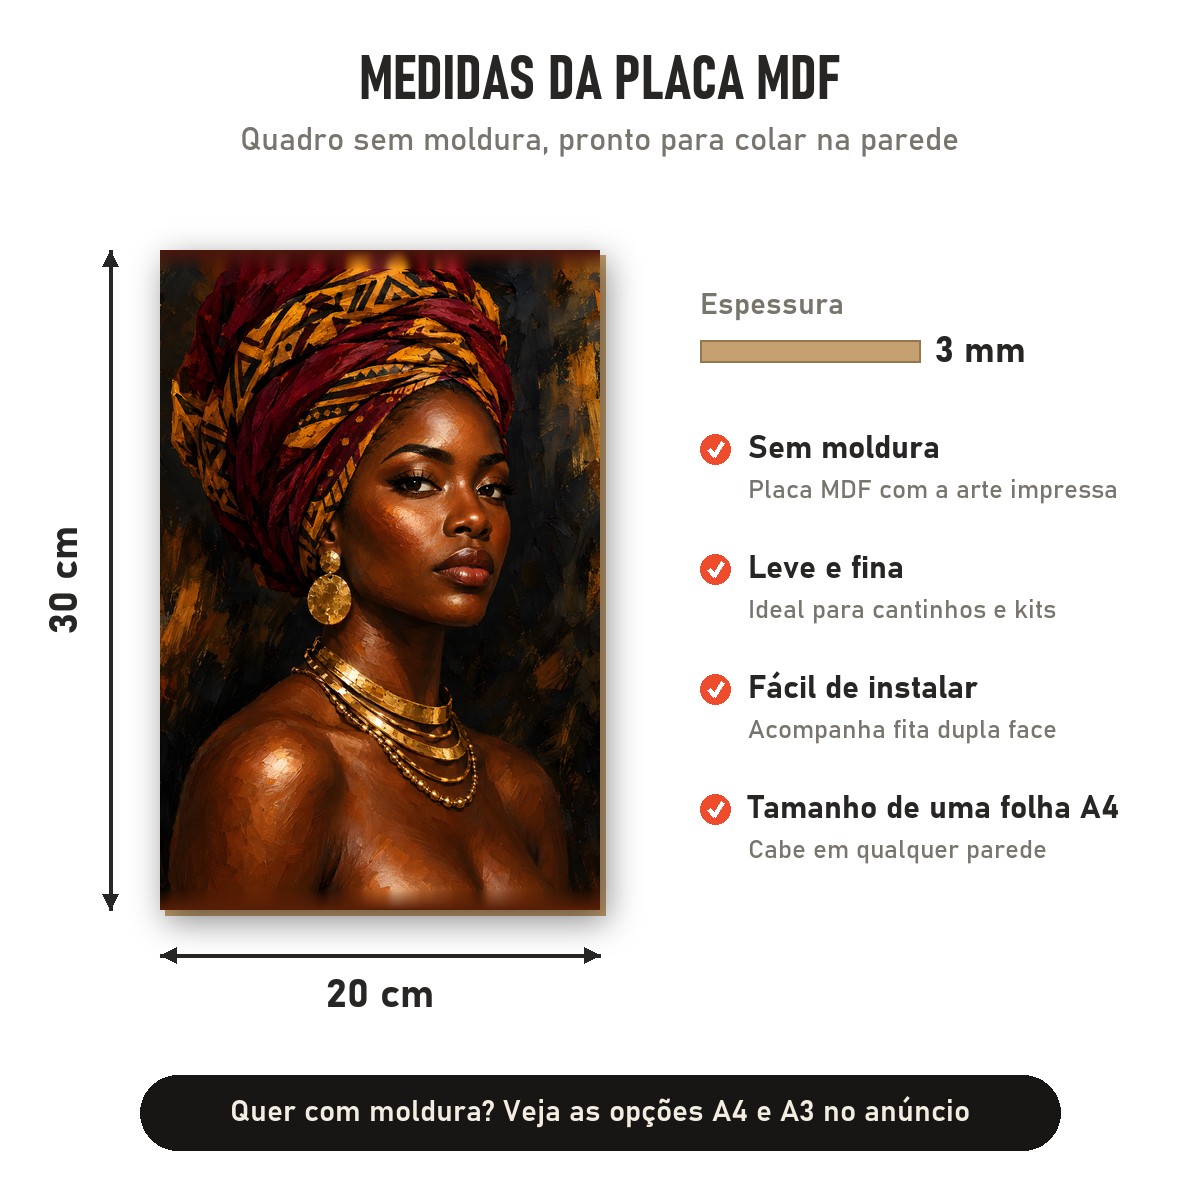 MEDIDAS DA PLACA MDF
Quadro sem moldura, pronto para colar na parede
30 cm
20 cm
Espessura
3 mm
Sem moldura
Placa MDF com a arte impressa
Leve e fina
Ideal para cantinhos e kits
Fácil de instalar
Acompanha fita dupla face
Tamanho de uma folha A4
Cabe em qualquer parede
Quer com moldura? Veja as opções A4 e A3 no anúncio